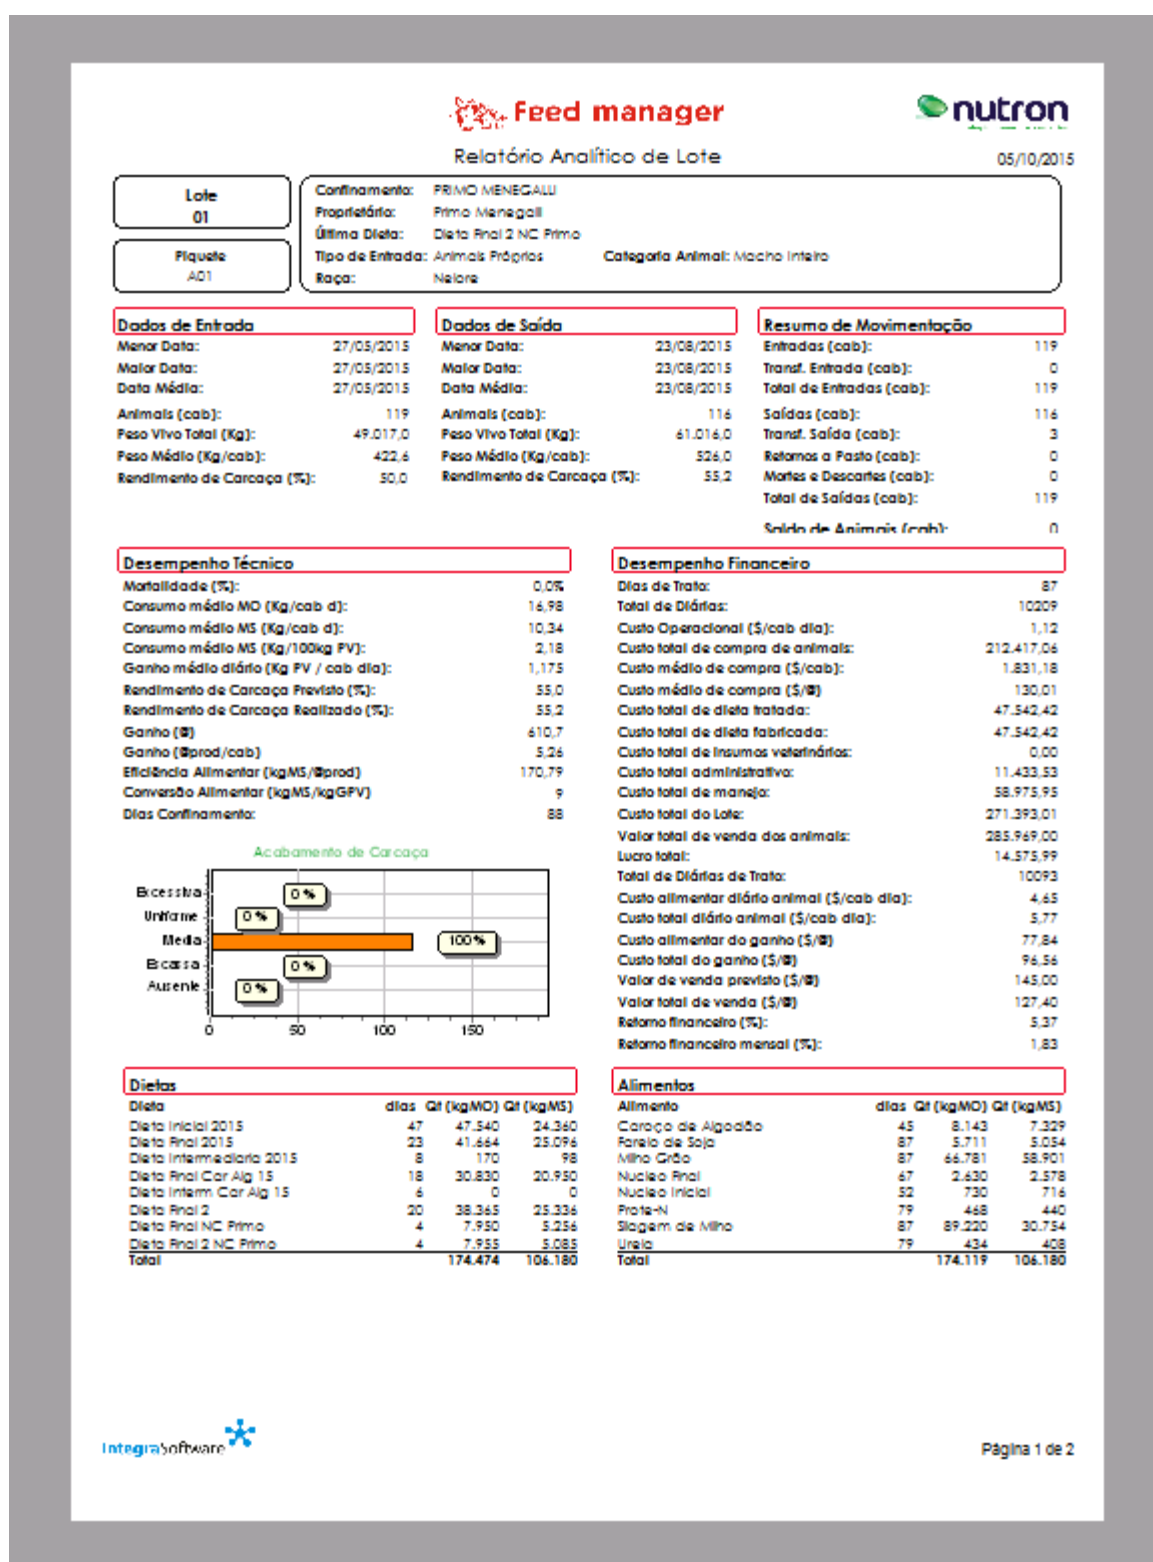 Feed manager
nutron
Relatório Analítico de Lote
05/10/2015
Lote
01
Piquete
A01
Confinamento: PRIMO MENEGALLI
Proprietário: Primo Menegali
Última Dieta: Dieta Final 2 NC Primo
Tipo de Entrada: Animais Próprios Categoria Animal: Macho Inteiro
Raça: Nelore
Dados de Entrada
Menor Data: 27/05/2015
Maior Data: 27/05/2015
Data Média: 27/05/2015
Animais (cab): 119
Peso Vivo Total (Kg): 49.017,0
Peso Médio (Kg/cab): 422,6
Rendimento de Carcaça (%): 50,0
Dados de Saída
Menor Data: 23/08/2015
Maior Data: 23/08/2015
Data Média: 23/08/2015
Animais (cab): 116
Peso Vivo Total (Kg): 61.016,0
Peso Médio (Kg/cab): 526,0
Rendimento de Carcaça (%): 55,2
Resumo de Movimentação
Entradas (cab): 119
Transf. Entrada (cab): 0
Total de Entradas (cab): 119
Saídas (cab): 116
Transf. Saída (cab): 3
Retornos a Pasto (cab): 0
Mortes e Descartes (cab): 0
Total de Saídas (cab): 119
Saldo de Animais (cab): 0
Desempenho Técnico
Mortalidade (%): 0,0%
Consumo médio MO (Kg/cab d): 16,98
Consumo médio MS (Kg/cab d): 10,34
Consumo médio MS (Kg/100kg PV): 2,18
Ganho médio diário (Kg PV / cab dia): 1,175
Rendimento de Carcaça Previsto (%): 55,0
Rendimento de Carcaça Realizado (%): 55,2
Ganho (@) 610,7
Ganho (@prod/cab) 5,26
Eficiência Alimentar (kgMS/@prod) 170,79
Conversão Alimentar (kgMS/kgGPV) 9
Dias Confinamento: 88
Acabamento de Carcaça
Excessiva 0 %
Uniforme 0 %
Media 100 %
Escassa 0 %
Ausente 0 %
0 50 100 150
Desempenho Financeiro
Dias de Trato: 87
Total de Diárias: 10209
Custo Operacional ($/cab dia): 1,12
Custo total de compra de animais: 212.417,06
Custo médio de compra ($/cab): 1.831,18
Custo médio de compra ($/@) 130,01
Custo total de dieta tratada: 47.542,42
Custo total de dieta fabricada: 47.542,42
Custo total de insumos veterinários: 0,00
Custo total administrativo: 11.433,53
Custo total de manejo: 58.975,95
Custo total do Lote: 271.393,01
Valor total de venda dos animais: 285.969,00
Lucro total: 14.575,99
Total de Diárias de Trato: 10093
Custo alimentar diário animal ($/cab dia): 4,65
Custo total diário animal ($/cab dia): 5,77
Custo alimentar do ganho ($/@) 77,84
Custo total do ganho ($/@) 96,56
Valor de venda previsto ($/@) 145,00
Valor total de venda ($/@) 127,40
Retorno financeiro (%): 5,37
Retorno financeiro mensal (%): 1,83
Dietas
Dieta dias Qt (kgMO) Qt (kgMS)
Dieta Inicial 2015 47 47.540 24.360
Dieta Final 2015 23 41.664 25.096
Dieta Intermediaria 2015 8 170 98
Dieta Final Car Alg 15 18 30.830 20.950
Dieta Interm Car Alg 15 6 0 0
Dieta Final 2 20 38.365 25.336
Dieta Final NC Primo 4 7.950 5.256
Dieta Final 2 NC Primo 4 7.955 5.085
Total 174.474 106.180
Alimentos
Alimento dias Qt (kgMO) Qt (kgMS)
Caroço de Algodão 45 8.143 7.329
Farelo de Soja 87 5.711 5.054
Milho Grão 87 66.781 58.901
Nucleo Final 67 2.630 2.578
Nucleo Inicial 52 730 716
Prote-N 79 468 440
Silagem de Milho 87 89.220 30.754
Ureia 79 434 408
Total 174.119 106.180
IntegraSoftware
Página 1 de 2